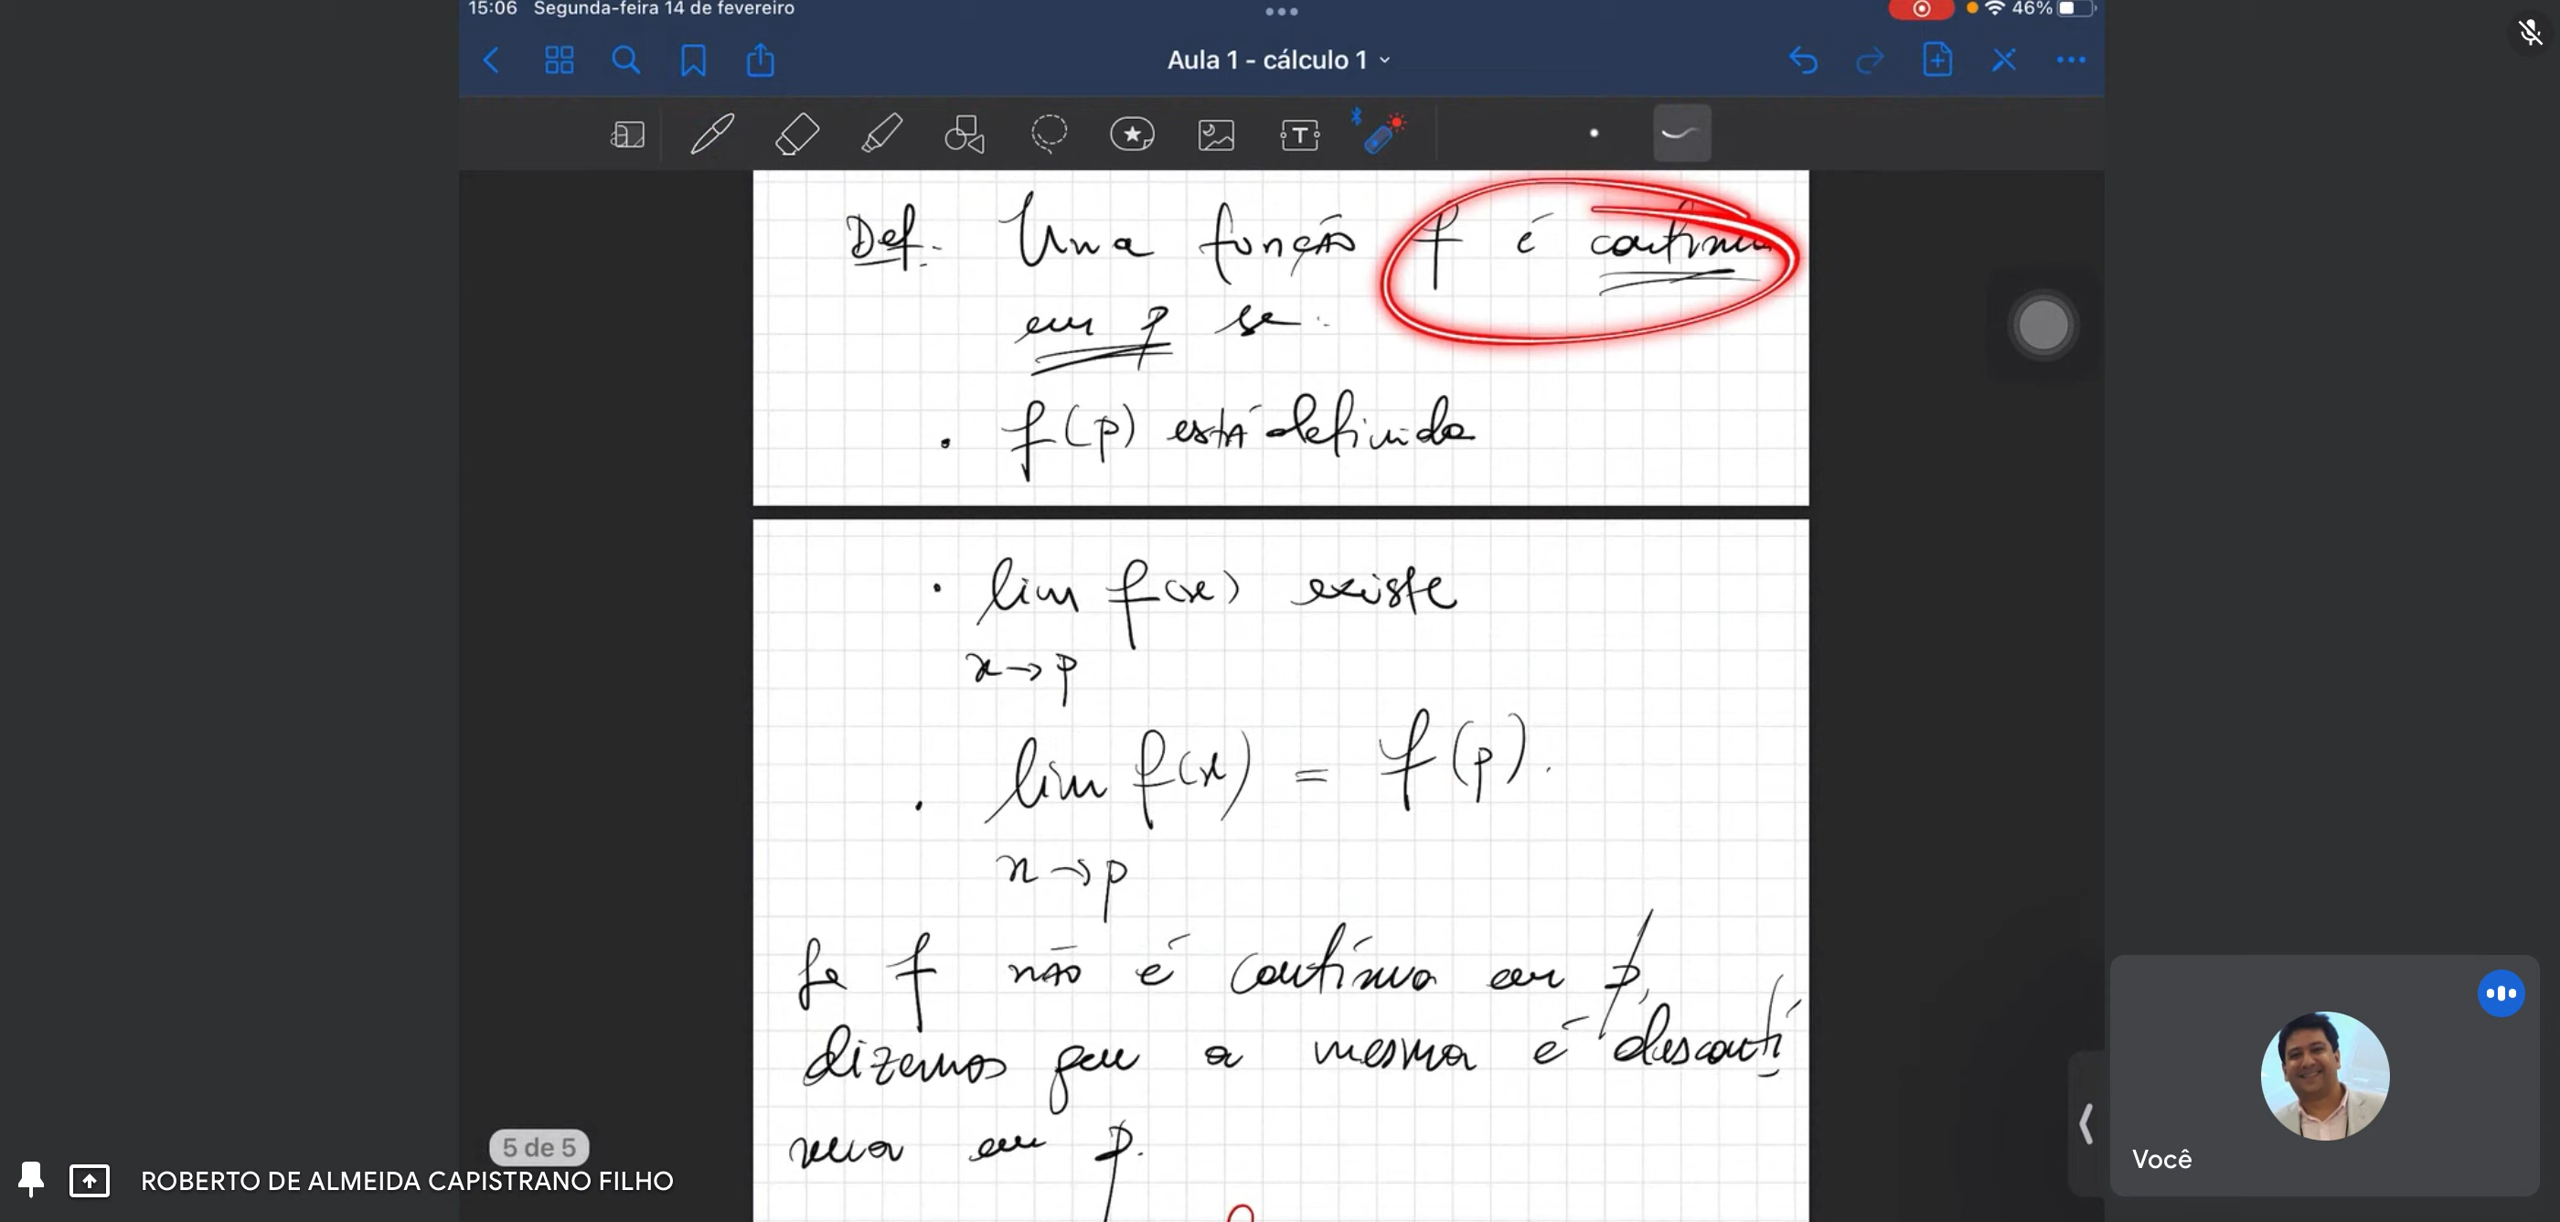 15:06 Segunda-feira 14 de fevereiro
46%
Aula 1 - cálculo 1
Def. Uma função f é contínua
em p se:
. f(p) está definida
. lim f(x) existe
x→p
. lim f(x) = f(p).
x→p
Se f não é contínua em p,
dizemos que a mesma é descontí
nua em p.
5 de 5
ROBERTO DE ALMEIDA CAPISTRANO FILHO
Você